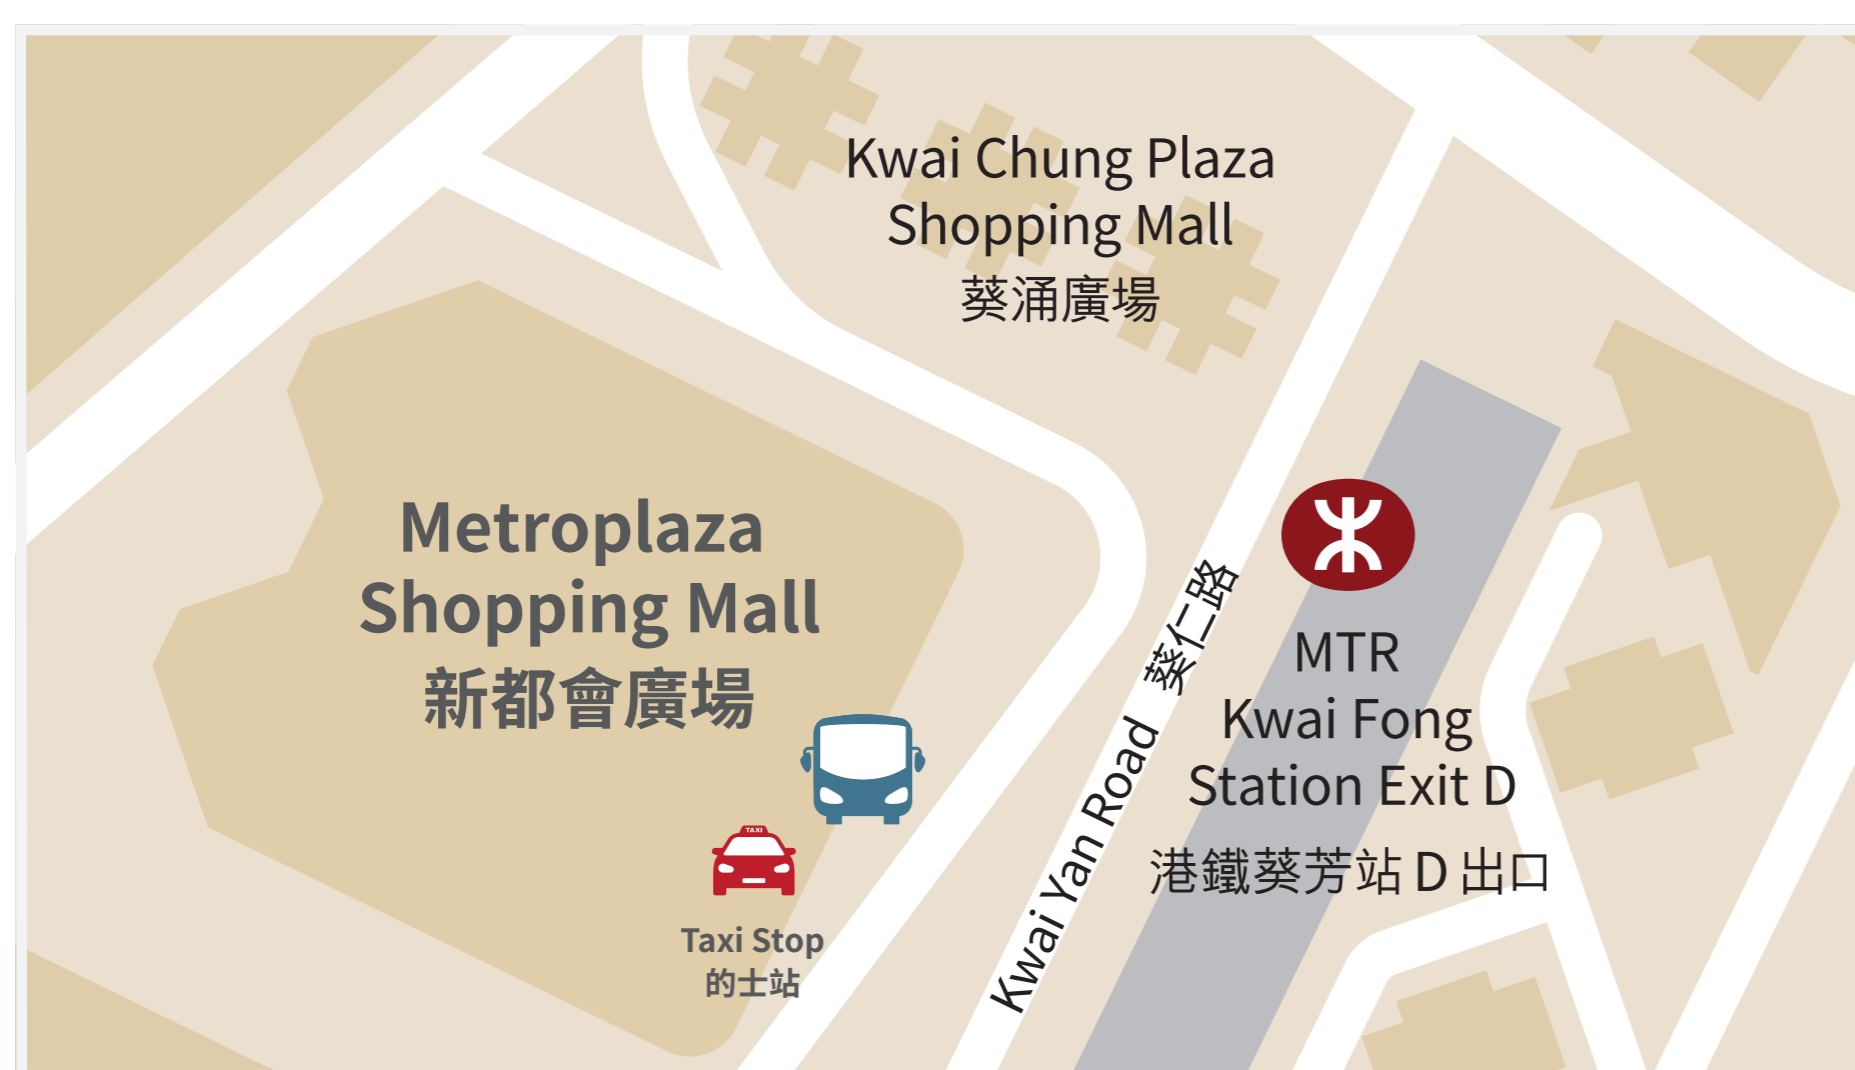 Kwai Chung Plaza
Shopping Mall
葵涌廣場
Metroplaza
Shopping Mall
新都會廣場
TAXI
Taxi Stop
的士站
Kwai Yan Road 葵仁路
MTR
Kwai Fong
Station Exit D
港鐵葵芳站 D 出口